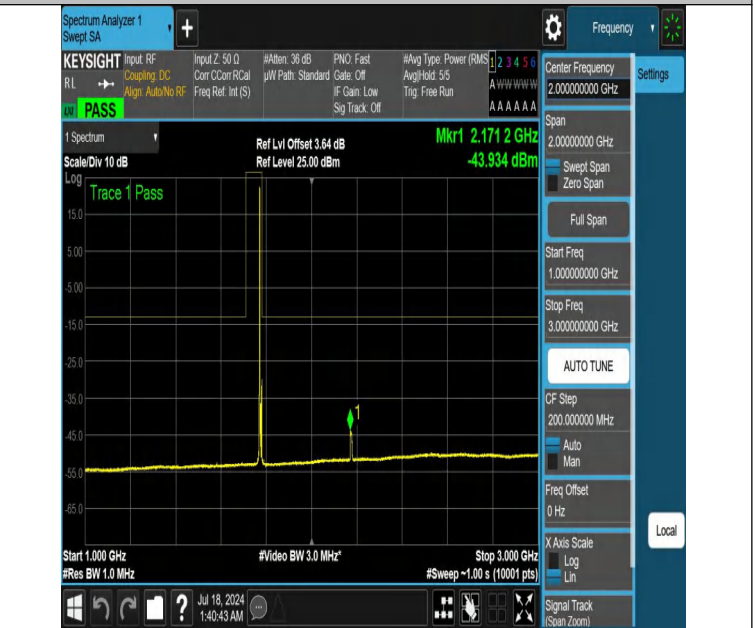 Spectrum Analyzer 1
Swept SA
+
Frequency
KEYSIGHT
RL
PASS
Input: RF
Coupling: DC
Align: Auto/No RF
Input Z: 50 Ω
Corr CCorr RCal
Freq Ref: Int (S)
#Atten: 36 dB
µW Path: Standard
PNO: Fast
Gate: Off
IF Gain: Low
Sig Track: Off
#Avg Type: Power (RMS
Avg|Hold: 5/5
Trig: Free Run
1 2 3 4 5 6
A W W W W W
A A A A A A
Center Frequency
2.000000000 GHz
Settings
1 Spectrum
Scale/Div 10 dB
Ref Lvl Offset 3.64 dB
Ref Level 25.00 dBm
Mkr1 2.171 2 GHz
-43.934 dBm
Span
2.00000000 GHz
Swept Span
Zero Span
Full Span
Start Freq
1.000000000 GHz
Stop Freq
3.000000000 GHz
AUTO TUNE
CF Step
200.000000 MHz
Auto
Man
Freq Offset
0 Hz
X Axis Scale
Log
Lin
Signal Track
(Span Zoom)
Local
Log
Trace 1 Pass
15.0
5.00
-5.00
-15.0
-25.0
-35.0
-45.0
-55.0
-65.0
1
Start 1.000 GHz
#Res BW 1.0 MHz
#Video BW 3.0 MHz*
Stop 3.000 GHz
#Sweep ~1.00 s (10001 pts)
?
Jul 18, 2024
1:40:43 AM